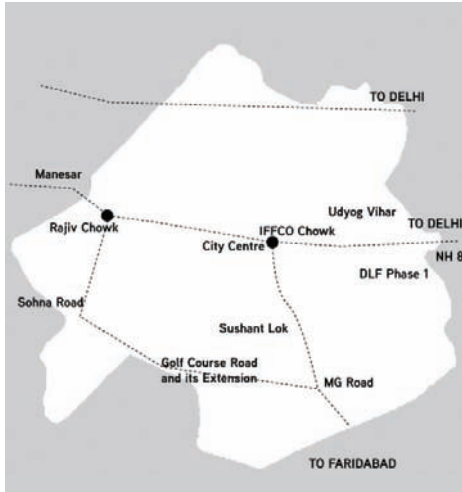 TO DELHI
Manesar
Udyog Vihar
TO DELHI
Rajiv Chowk
IFFCO Chowk
City Centre
NH 8
DLF Phase 1
Sohna Road
Sushant Lok
Golf Course Road
and its Extension
MG Road
TO FARIDABAD